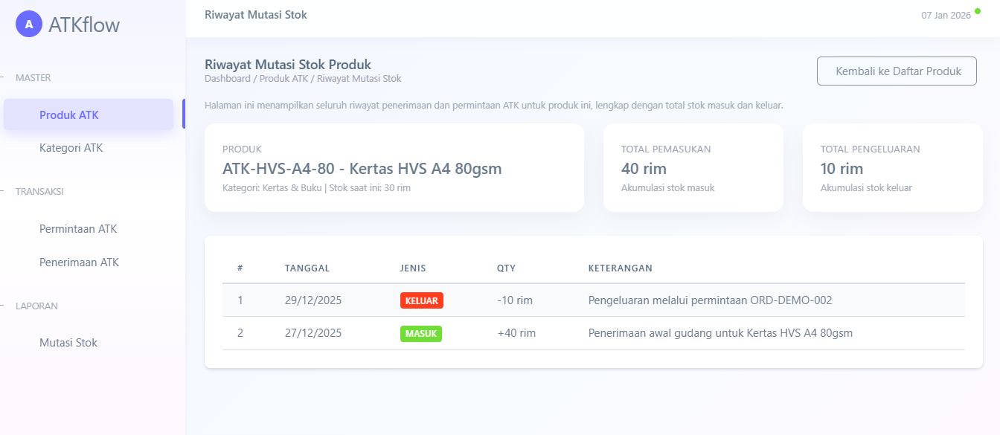 A ATKflow
MASTER
Produk ATK
Kategori ATK
TRANSAKSI
Permintaan ATK
Penerimaan ATK
LAPORAN
Mutasi Stok
Riwayat Mutasi Stok
07 Jan 2026
Riwayat Mutasi Stok Produk
Dashboard / Produk ATK / Riwayat Mutasi Stok
Kembali ke Daftar Produk
Halaman ini menampilkan seluruh riwayat penerimaan dan permintaan ATK untuk produk ini, lengkap dengan total stok masuk dan keluar.
PRODUK
ATK-HVS-A4-80 - Kertas HVS A4 80gsm
Kategori: Kertas & Buku | Stok saat ini: 30 rim
TOTAL PEMASUKAN
40 rim
Akumulasi stok masuk
TOTAL PENGELUARAN
10 rim
Akumulasi stok keluar
# TANGGAL JENIS QTY KETERANGAN
1 29/12/2025 KELUAR -10 rim Pengeluaran melalui permintaan ORD-DEMO-002
2 27/12/2025 MASUK +40 rim Penerimaan awal gudang untuk Kertas HVS A4 80gsm